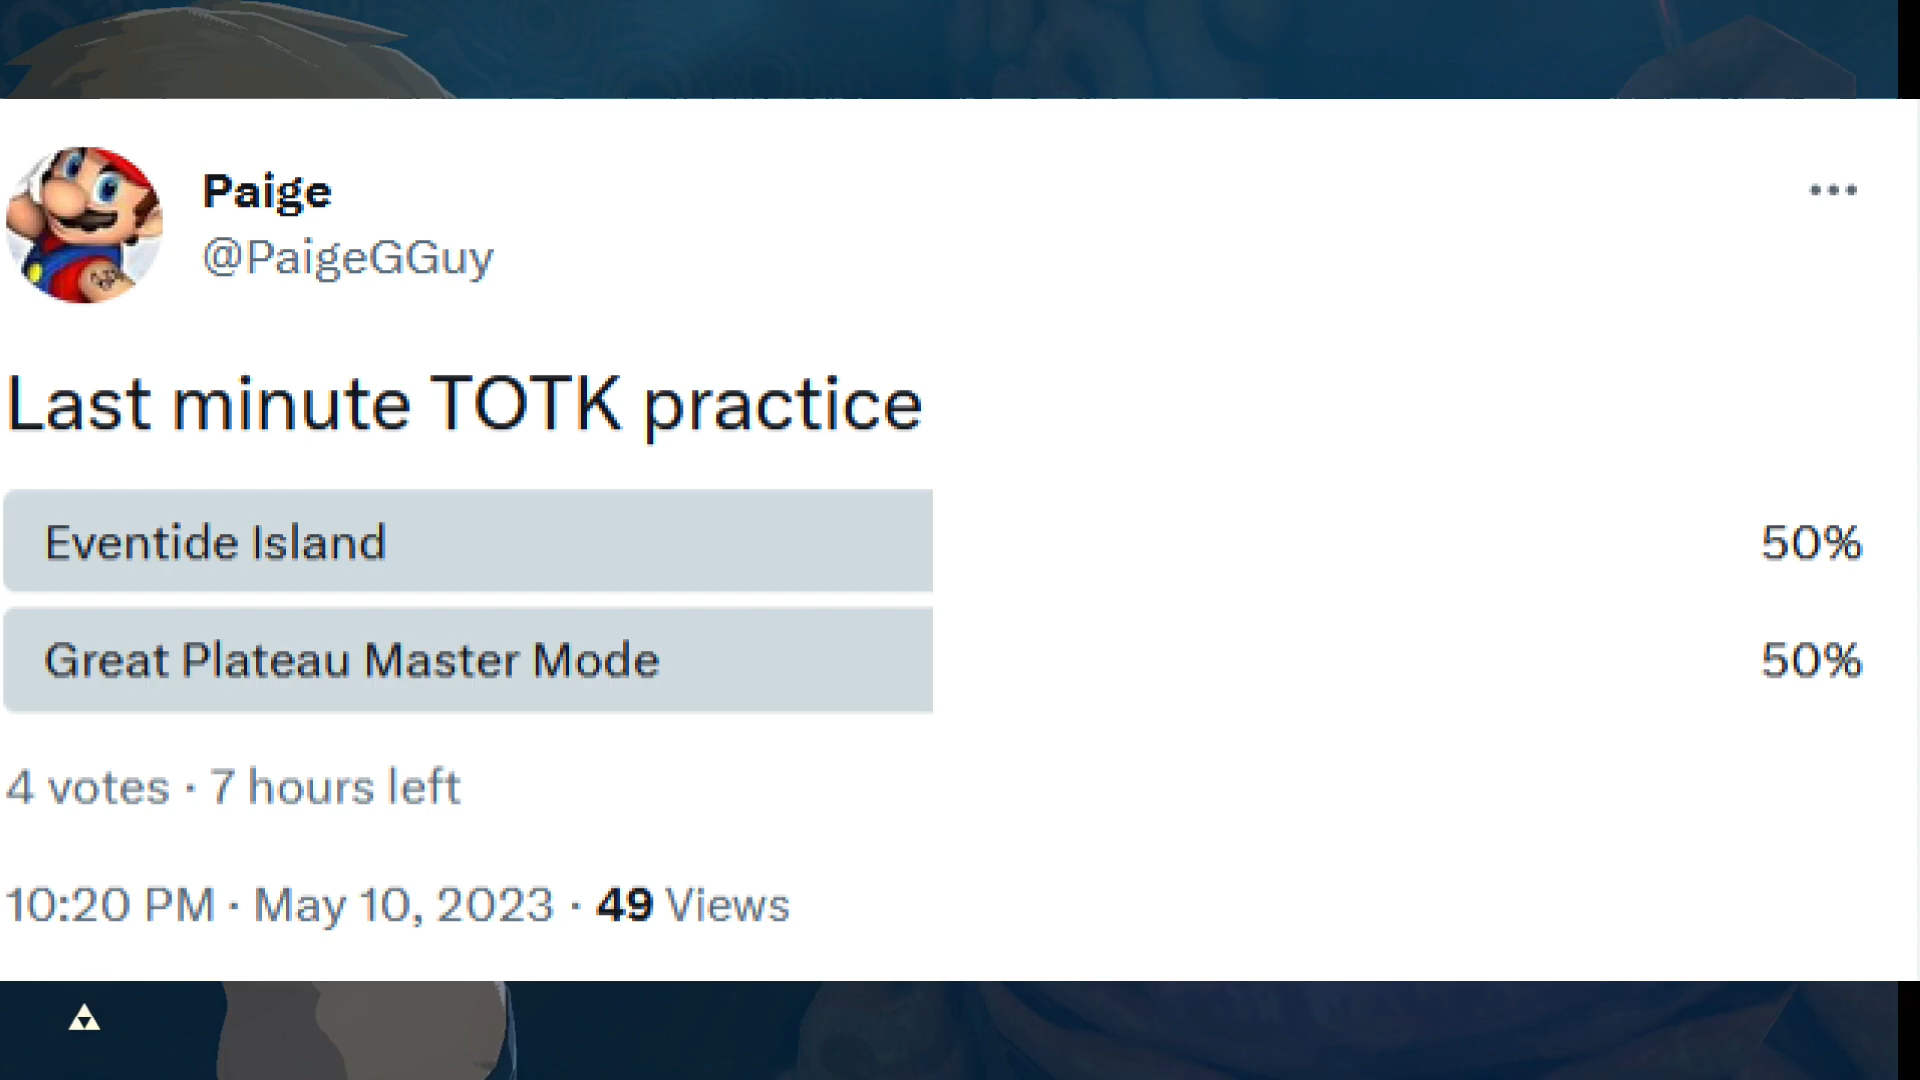 Paige
@PaigeGGuy
Last minute TOTK practice
Eventide Island 50%
Great Plateau Master Mode 50%
4 votes · 7 hours left
10:20 PM · May 10, 2023 · 49 Views